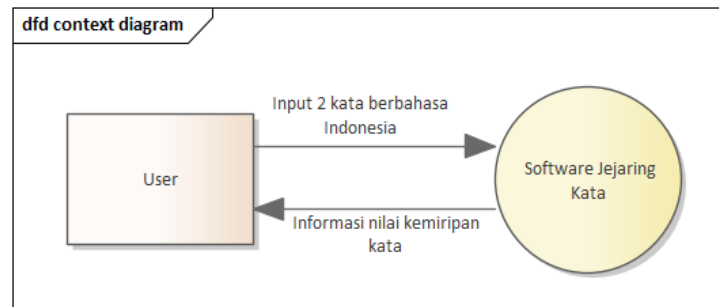 dfd context diagram
Input 2 kata berbahasa
Indonesia
User
Software Jejaring
Kata
Informasi nilai kemiripan
kata